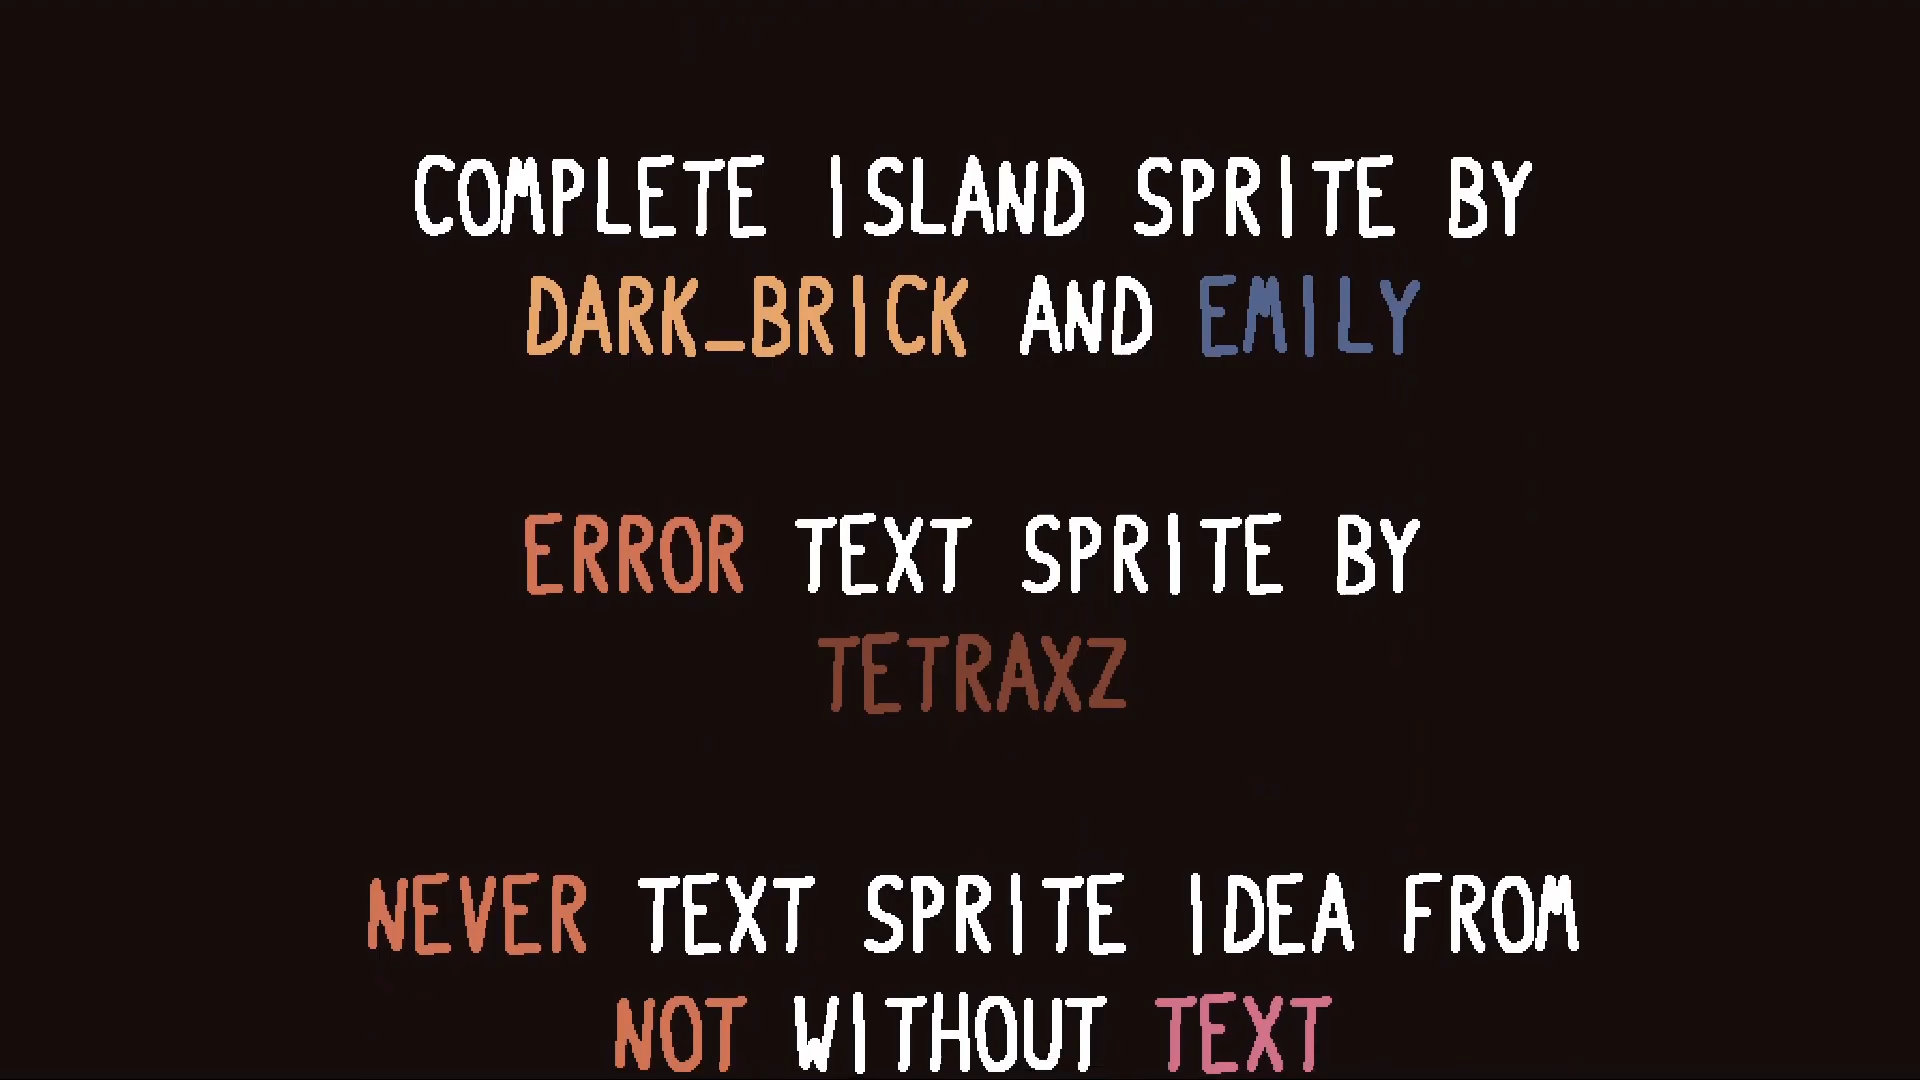 COMPLETE ISLAND SPRITE BY
DARK_BRICK AND EMILY
ERROR TEXT SPRITE BY
TETRAXZ
NEVER TEXT SPRITE IDEA FROM
NOT WITHOUT TEXT